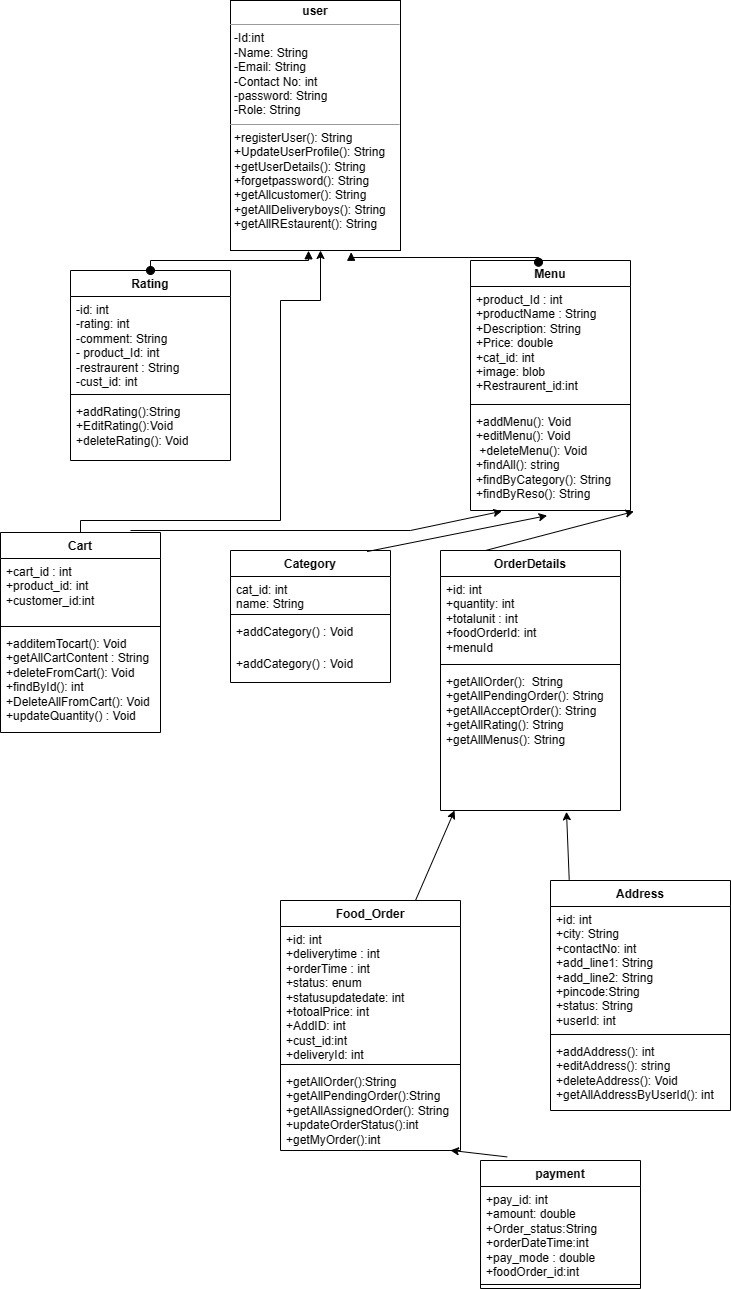 user
-Id:int
-Name: String
-Email: String
-Contact No: int
-password: String
-Role: String
+registerUser(): String
+UpdateUserProfile(): String
+getUserDetails(): String
+forgetpassword(): String
+getAllcustomer(): String
+getAllDeliveryboys(): String
+getAllREstaurent(): String
Rating
-id: int
-rating: int
-comment: String
- product_Id: int
-restraurent : String
-cust_id: int
+addRating():String
+EditRating():Void
+deleteRating(): Void
Menu
+product_Id : int
+productName : String
+Description: String
+Price: double
+cat_id: int
+image: blob
+Restraurent_id:int
+addMenu(): Void
+editMenu(): Void
+deleteMenu(): Void
+findAll(): string
+findByCategory(): String
+findByReso(): String
Cart
+cart_id : int
+product_id: int
+customer_id:int
+additemTocart(): Void
+getAllCartContent : String
+deleteFromCart(): Void
+findById(): int
+DeleteAllFromCart(): Void
+updateQuantity() : Void
Category
cat_id: int
name: String
+addCategory() : Void
+addCategory() : Void
OrderDetails
+id: int
+quantity: int
+totalunit : int
+foodOrderId: int
+menuId
+getAllOrder():  String
+getAllPendingOrder(): String
+getAllAcceptOrder(): String
+getAllRating(): String
+getAllMenus(): String
Food_Order
+id: int
+deliverytime : int
+orderTime : int
+status: enum
+statusupdatedate: int
+totoalPrice: int
+AddID: int
+cust_id:int
+deliveryId: int
+getAllOrder():String
+getAllPendingOrder():String
+getAllAssignedOrder(): String
+updateOrderStatus():int
+getMyOrder():int
Address
+id: int
+city: String
+contactNo: int
+add_line1: String
+add_line2: String
+pincode:String
+status: String
+userId: int
+addAddress(): int
+editAddress(): string
+deleteAddress(): Void
+getAllAddressByUserId(): int
payment
+pay_id: int
+amount: double
+Order_status:String
+orderDateTime:int
+pay_mode : double
+foodOrder_id:int